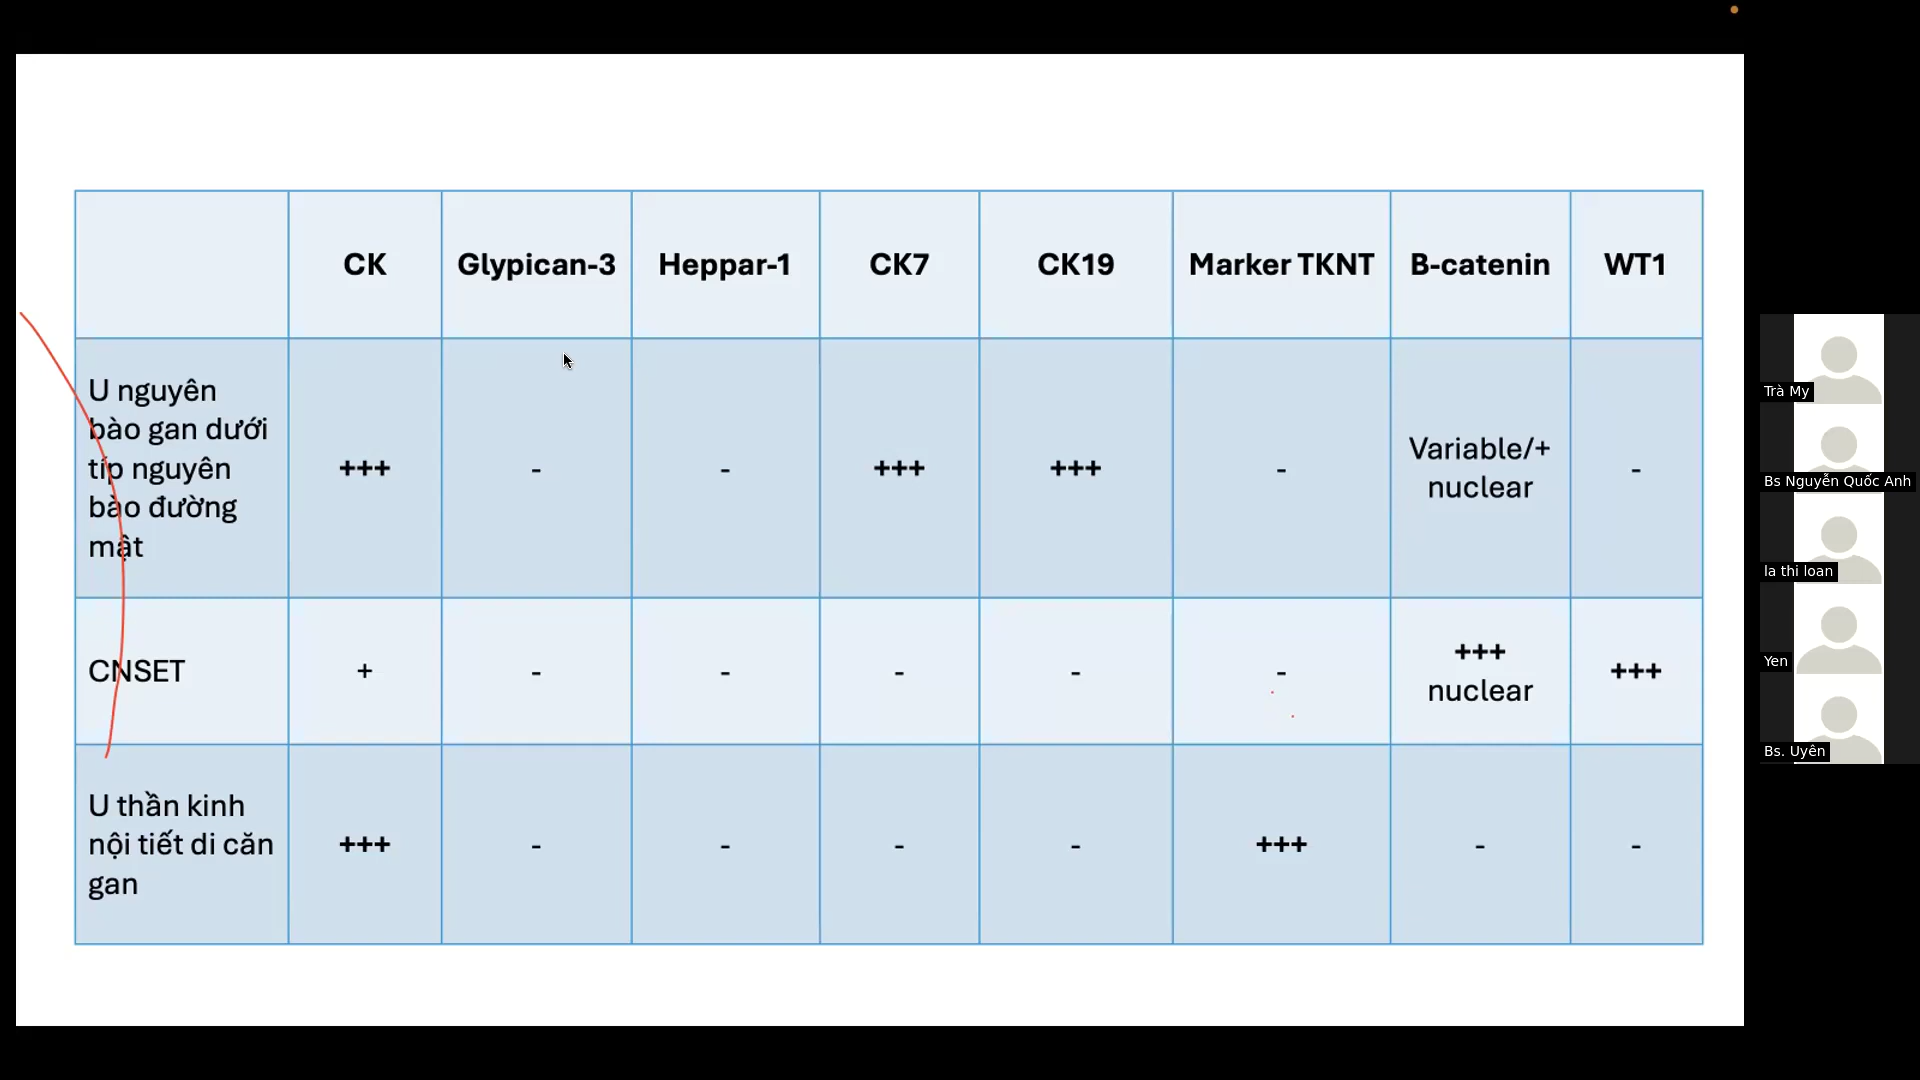 CK Glypican-3 Heppar-1 CK7 CK19 Marker TKNT B-catenin WT1
U nguyên
bào gan dưới
típ nguyên
bào đường
mật
+++ - - +++ +++ - Variable/+ -
nuclear
CNSET + - - - - - +++ +++
nuclear
U thần kinh
nội tiết di căn
gan
+++ - - - - +++ - -
Trà My
Bs Nguyễn Quốc Anh
la thi loan
Yen
Bs. Uyên